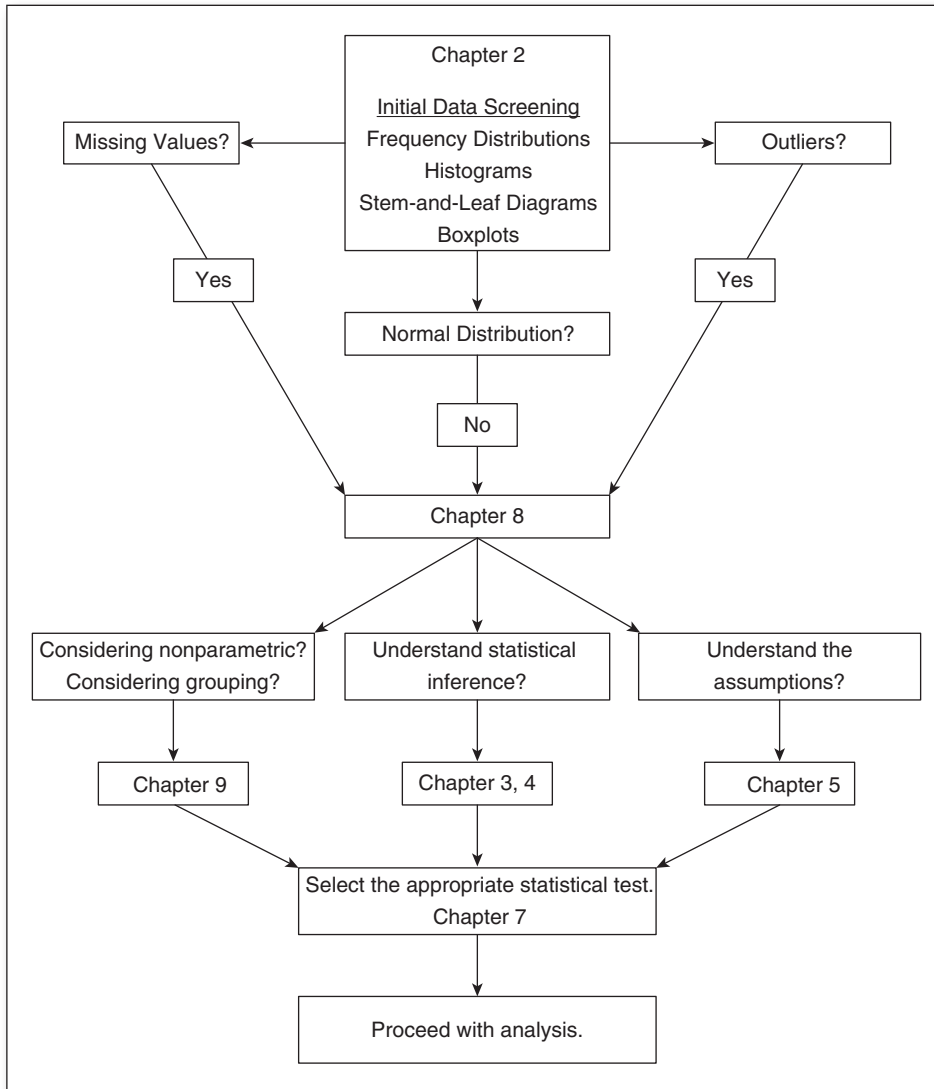 Chapter 2
Initial Data Screening
Frequency Distributions
Histograms
Stem-and-Leaf Diagrams
Boxplots
Missing Values?
Outliers?
Yes
Yes
Normal Distribution?
No
Chapter 8
Considering nonparametric?
Considering grouping?
Understand statistical
inference?
Understand the
assumptions?
Chapter 9
Chapter 3, 4
Chapter 5
Select the appropriate statistical test.
Chapter 7
Proceed with analysis.